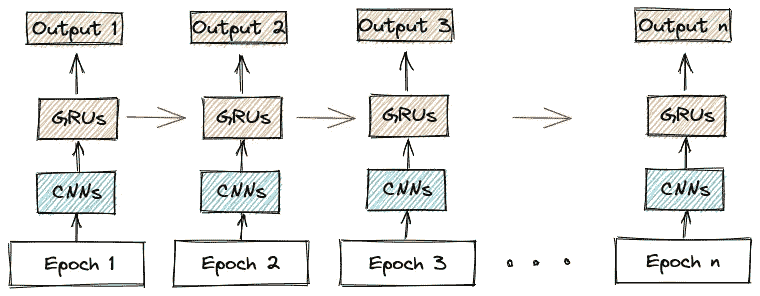 Output 1 Output 2 Output 3 Output n
GRUs GRUs GRUs GRUs
CNNs CNNs CNNs CNNs
Epoch 1 Epoch 2 Epoch 3 . . . Epoch n